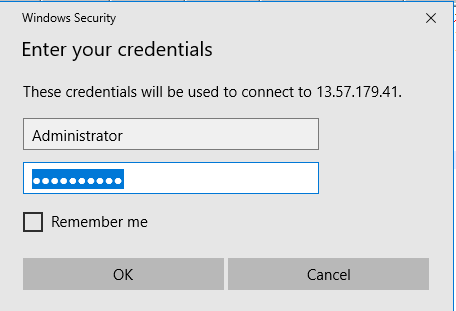 Windows Security
Enter your credentials
These credentials will be used to connect to 13.57.179.41.
Administrator
••••••••••
Remember me
OK
Cancel